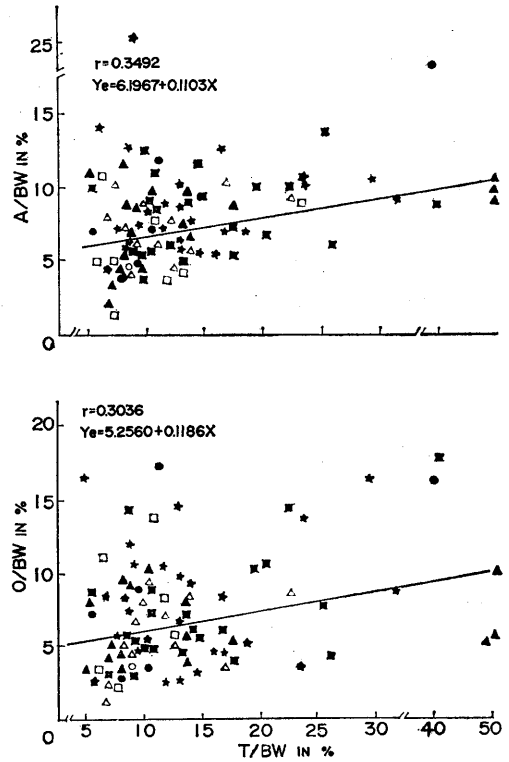 25
r=0.3492
Ye=6.1967+0.1103X
15
10
5
0
A/BW IN %
20
r=0.3036
Ye=5.2560+0.1186X
15
10
5
0
O/BW IN %
5 10 15 20 25 30 40 50
T/BW IN %